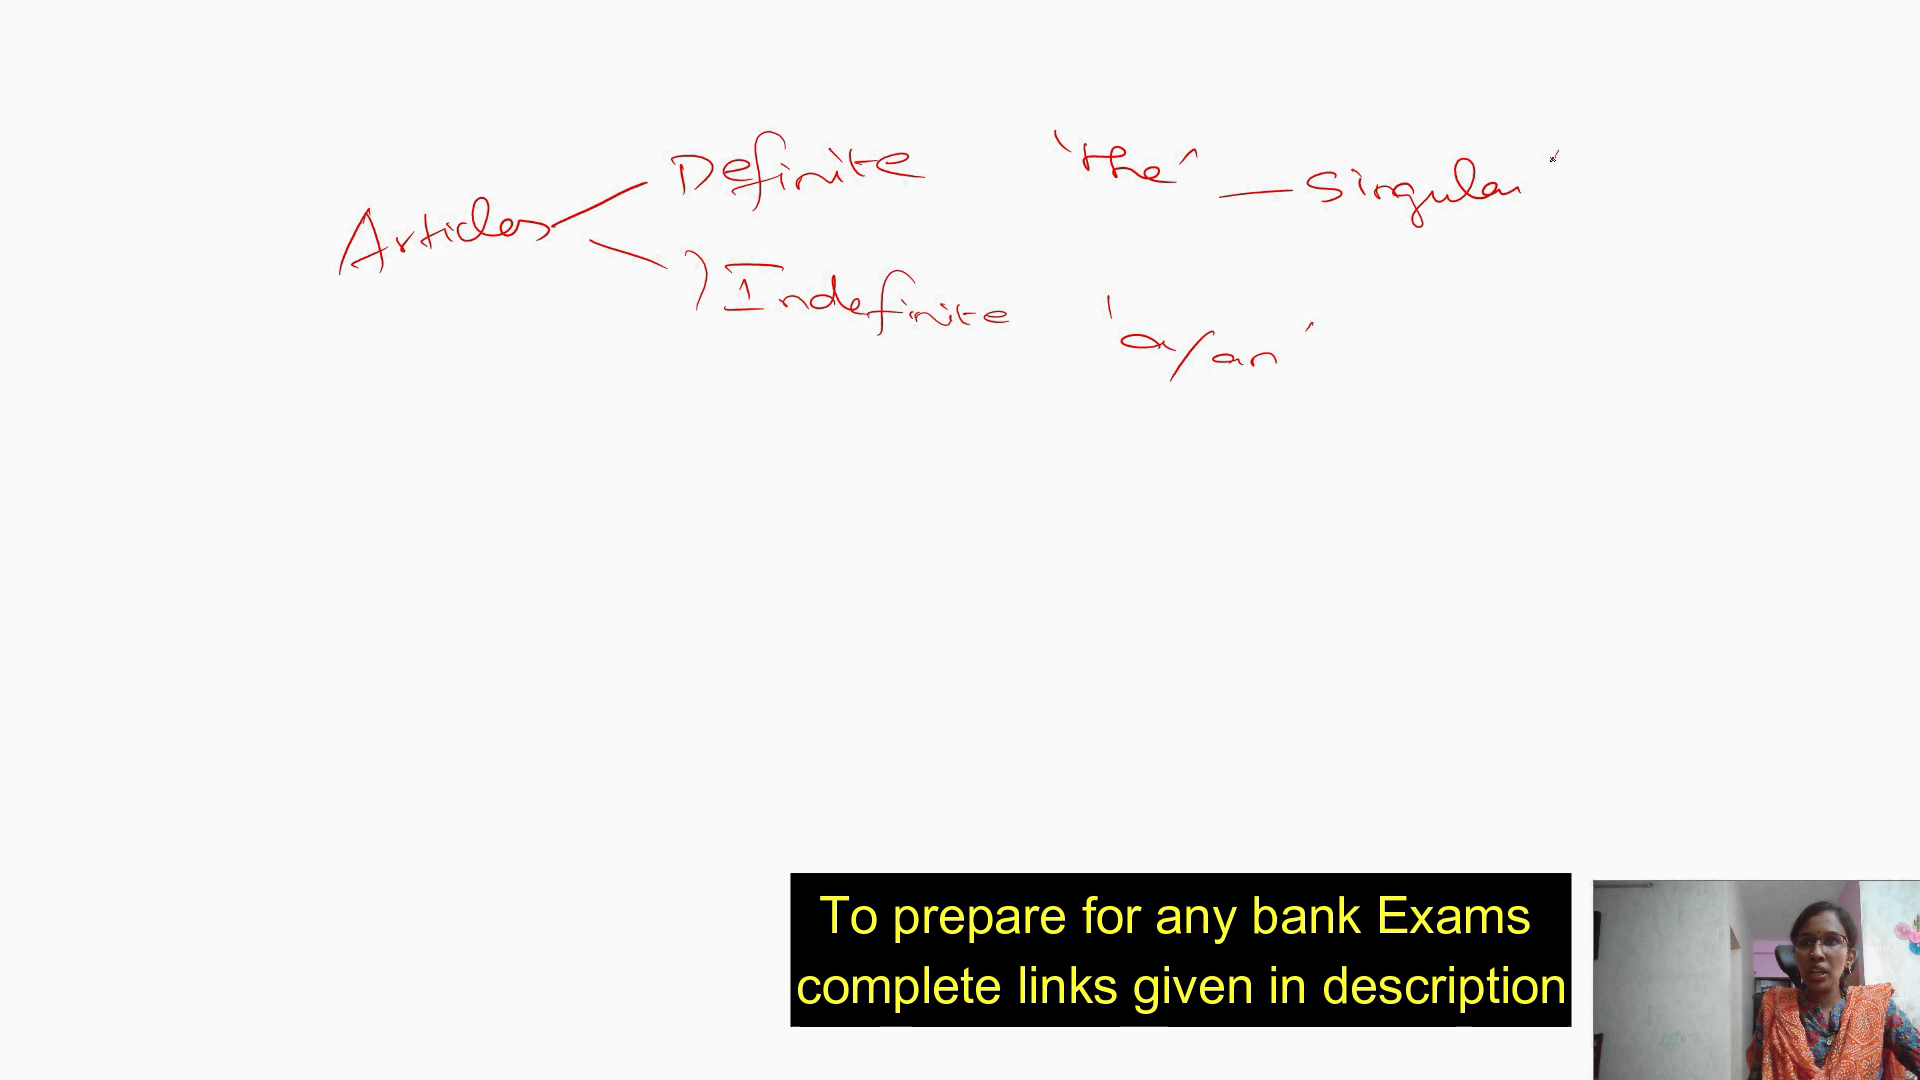 Articles
Definite 'the' — Singular
Indefinite 'a/an'
To prepare for any bank Exams
complete links given in description